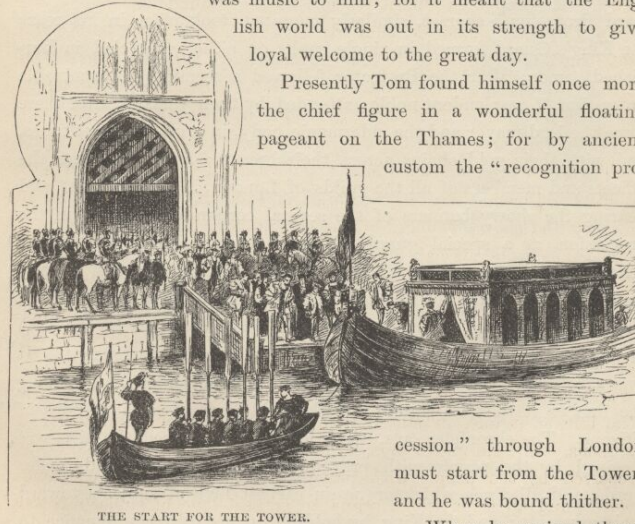 was music to him; for it meant that the Eng
lish world was out in its strength to giv
loyal welcome to the great day.
Presently Tom found himself once mor
the chief figure in a wonderful floatin
pageant on the Thames; for by ancien
custom the "recognition pro
cession" through Londo
must start from the Tower
and he was bound thither.
THE START FOR THE TOWER.